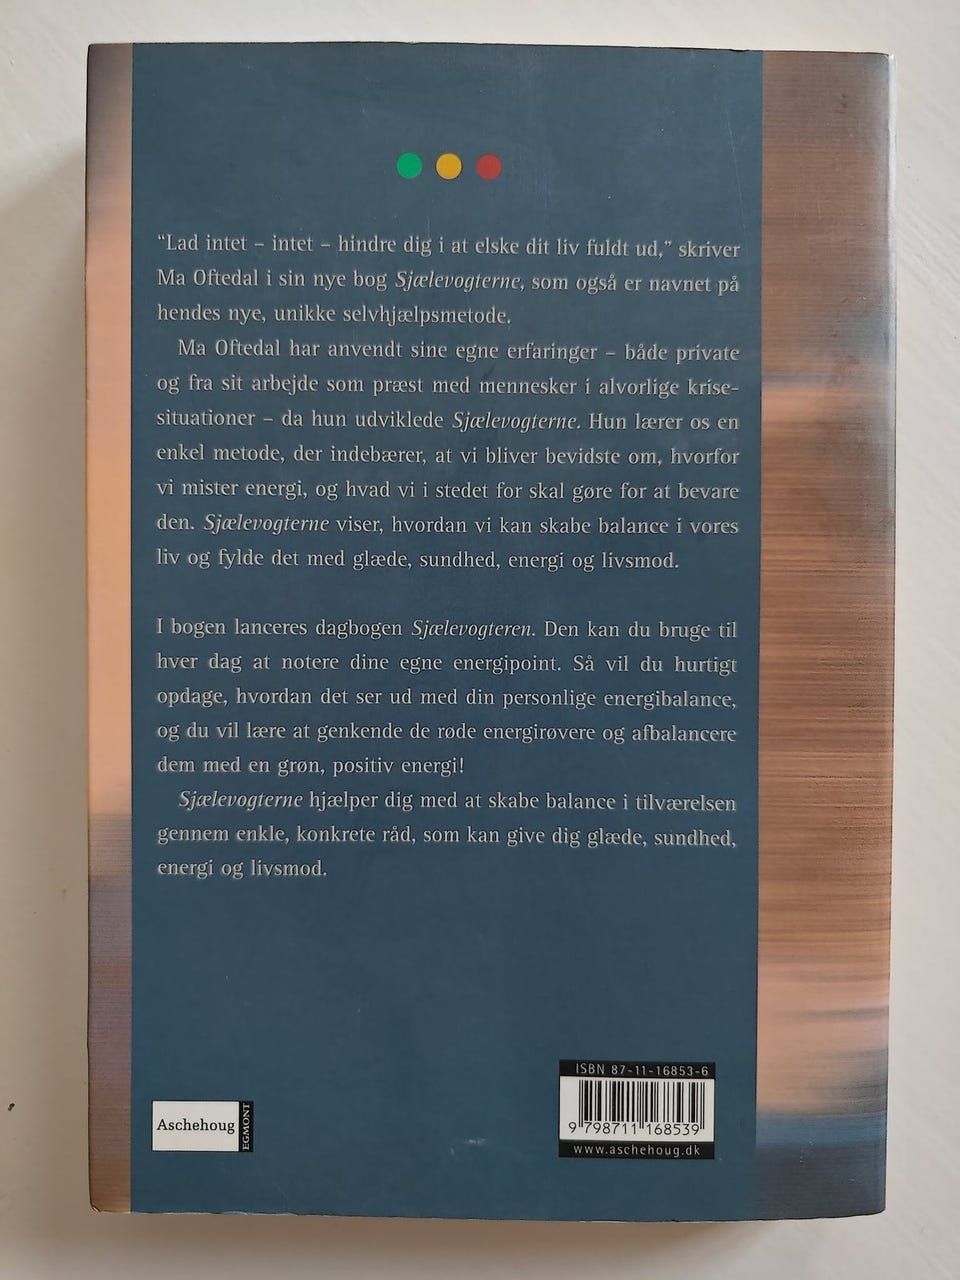 “Lad intet – intet – hindre dig i at elske dit liv fuldt ud,” skriver
Ma Oftedal i sin nye bog Sjælevogterne, som også er navnet på
hendes nye, unikke selvhjælpsmetode.
Ma Oftedal har anvendt sine egne erfaringer – både private
og fra sit arbejde som præst med mennesker i alvorlige krise-
situationer – da hun udviklede Sjælevogterne. Hun lærer os en
enkel metode, der indebærer, at vi bliver bevidste om, hvorfor
vi mister energi, og hvad vi i stedet for skal gøre for at bevare
den. Sjælevogterne viser, hvordan vi kan skabe balance i vores
liv og fylde det med glæde, sundhed, energi og livsmod.
I bogen lanceres dagbogen Sjælevogteren. Den kan du bruge til
hver dag at notere dine egne energipoint. Så vil du hurtigt
opdage, hvordan det ser ud med din personlige energibalance,
og du vil lære at genkende de røde energirøvere og afbalancere
dem med en grøn, positiv energi!
Sjælevogterne hjælper dig med at skabe balance i tilværelsen
gennem enkle, konkrete råd, som kan give dig glæde, sundhed,
energi og livsmod.
Aschehoug
EGMONT
ISBN 87-11-16853-6
9 798711 168539
www.aschehoug.dk